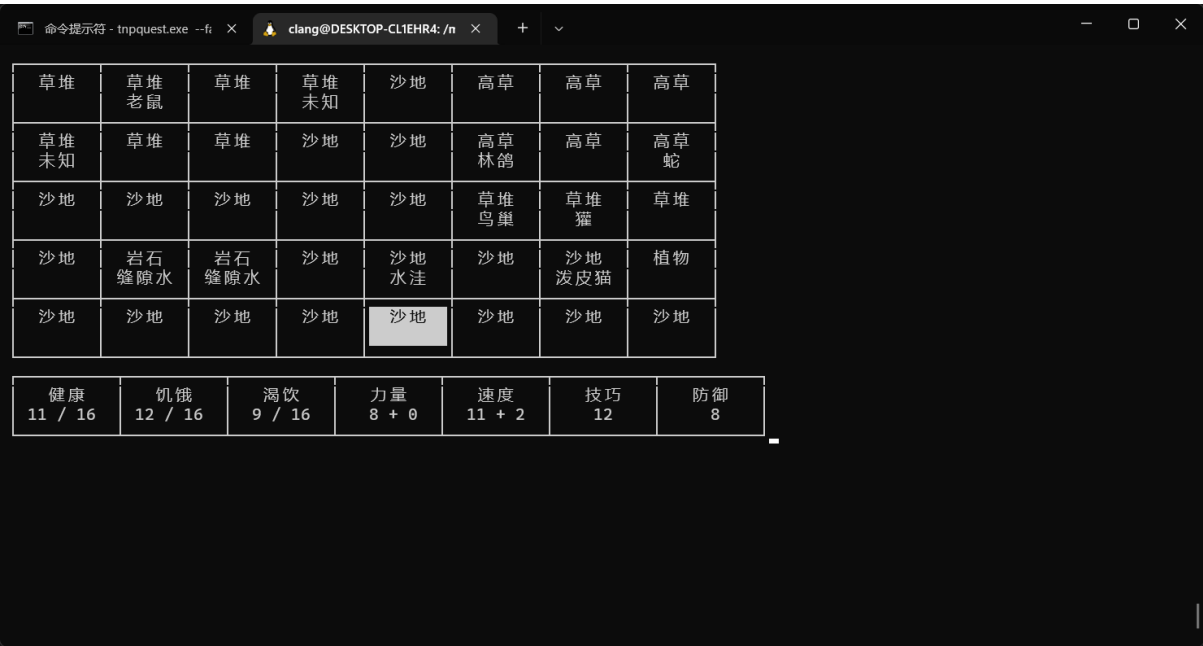 命令提示符 - tnpquest.exe --fa
clang@DESKTOP-CL1EHR4: /m
草堆 草堆 草堆 草堆 沙地 高草 高草 高草
老鼠 未知
草堆 草堆 草堆 沙地 沙地 高草 高草 高草
未知 林鸽 蛇
沙地 沙地 沙地 沙地 沙地 草堆 草堆 草堆
鸟巢 獾
沙地 岩石 岩石 沙地 沙地 沙地 沙地 植物
缝隙水 缝隙水 水洼 泼皮猫
沙地 沙地 沙地 沙地 沙地 沙地 沙地 沙地
健康 饥饿 渴饮 力量 速度 技巧 防御
11 / 16 12 / 16 9 / 16 8 + 0 11 + 2 12 8